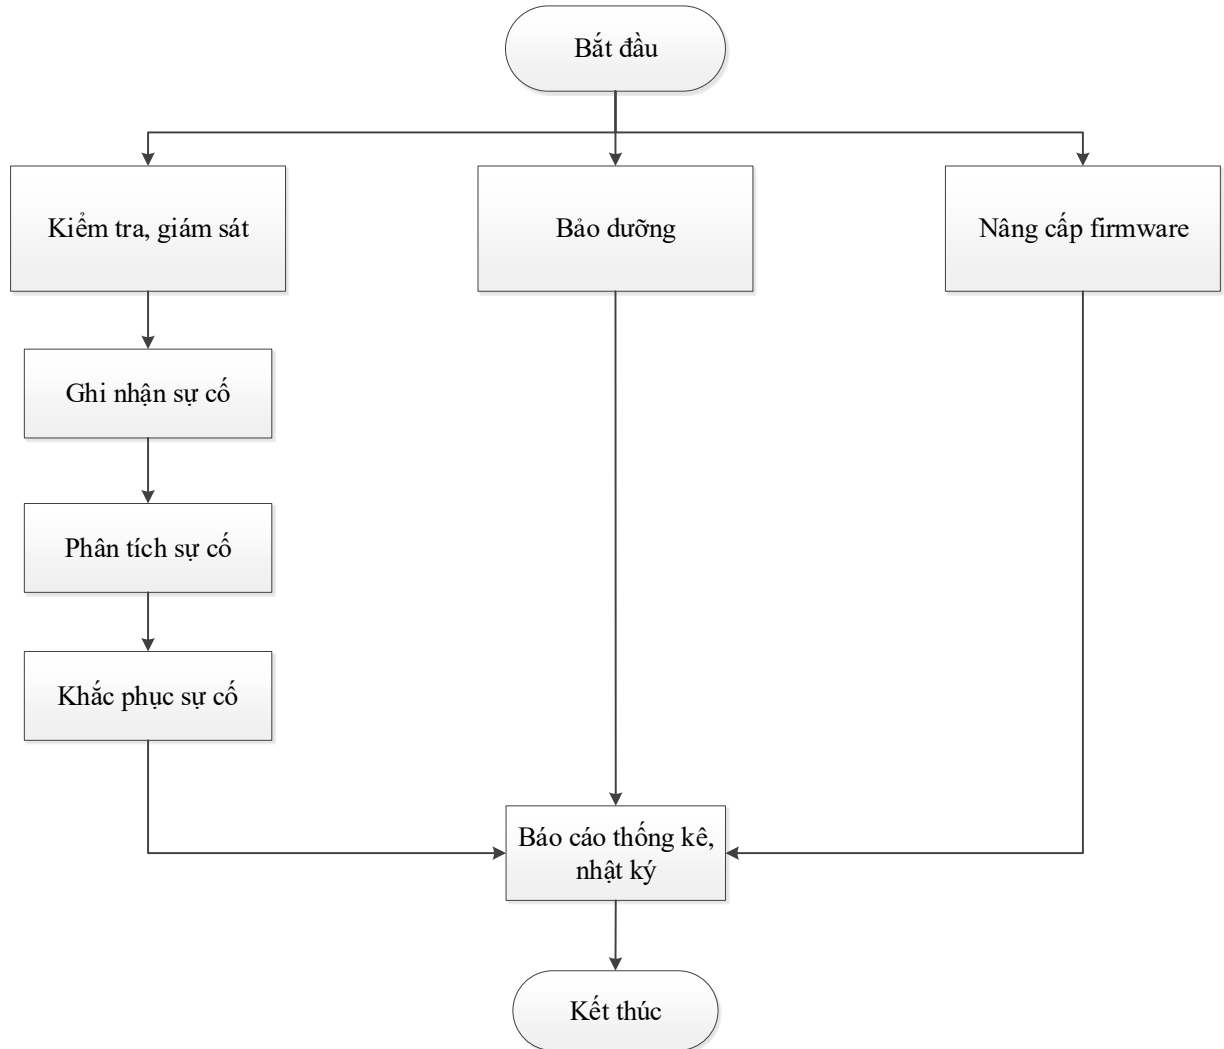 Bắt đầu
Kiểm tra, giám sát
Bảo dưỡng
Nâng cấp firmware
Ghi nhận sự cố
Phân tích sự cố
Khắc phục sự cố
Báo cáo thống kê,
nhật ký
Kết thúc